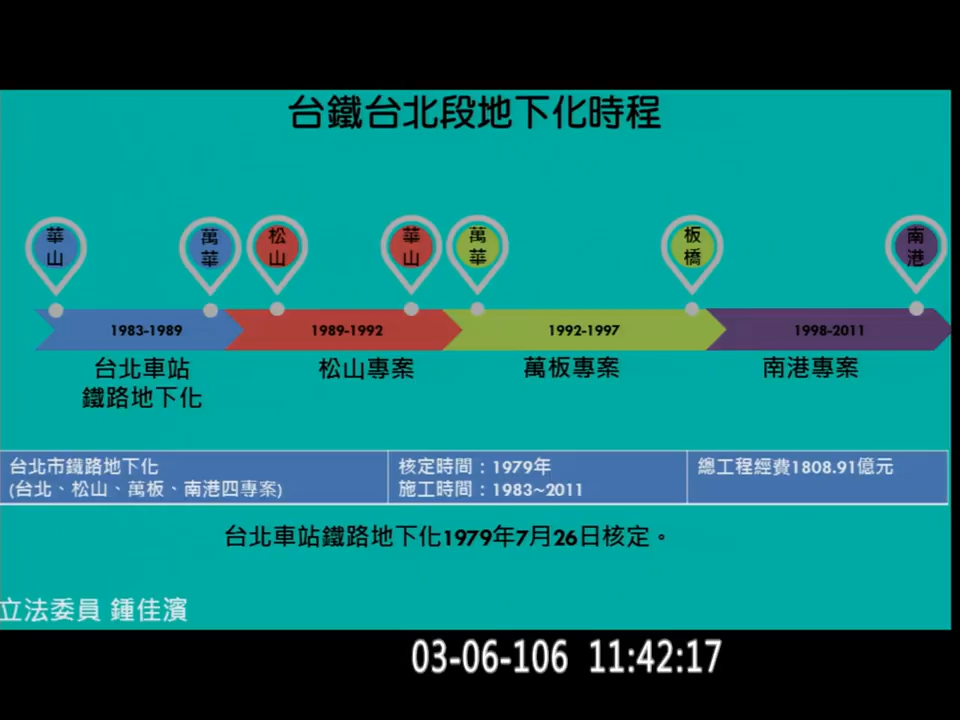 台鐵台北段地下化時程
華山
萬華
松山
華山
萬華
板橋
南港
1983-1989
1989-1992
1992-1997
1998-2011
台北車站
鐵路地下化
松山專案
萬板專案
南港專案
台北市鐵路地下化
(台北、松山、萬板、南港四專案)
核定時間：1979年
施工時間：1983~2011
總工程經費1808.91億元
台北車站鐵路地下化1979年7月26日核定。
立法委員 鍾佳濱
03-06-106 11:42:17